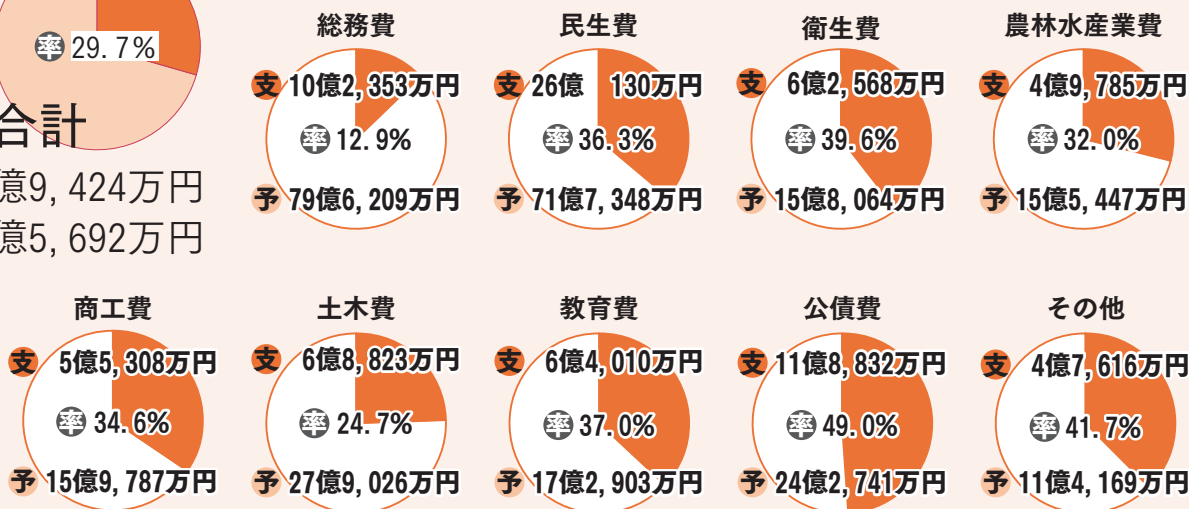 率 29.7%
合計
億9,424万円
億5,692万円
総務費
支 10億2,353万円
率 12.9%
予 79億6,209万円
民生費
支 26億 130万円
率 36.3%
予 71億7,348万円
衛生費
支 6億2,568万円
率 39.6%
予 15億8,064万円
農林水産業費
支 4億9,785万円
率 32.0%
予 15億5,447万円
商工費
支 5億5,308万円
率 34.6%
予 15億9,787万円
土木費
支 6億8,823万円
率 24.7%
予 27億9,026万円
教育費
支 6億4,010万円
率 37.0%
予 17億2,903万円
公債費
支 11億8,832万円
率 49.0%
予 24億2,741万円
その他
支 4億7,616万円
率 41.7%
予 11億4,169万円